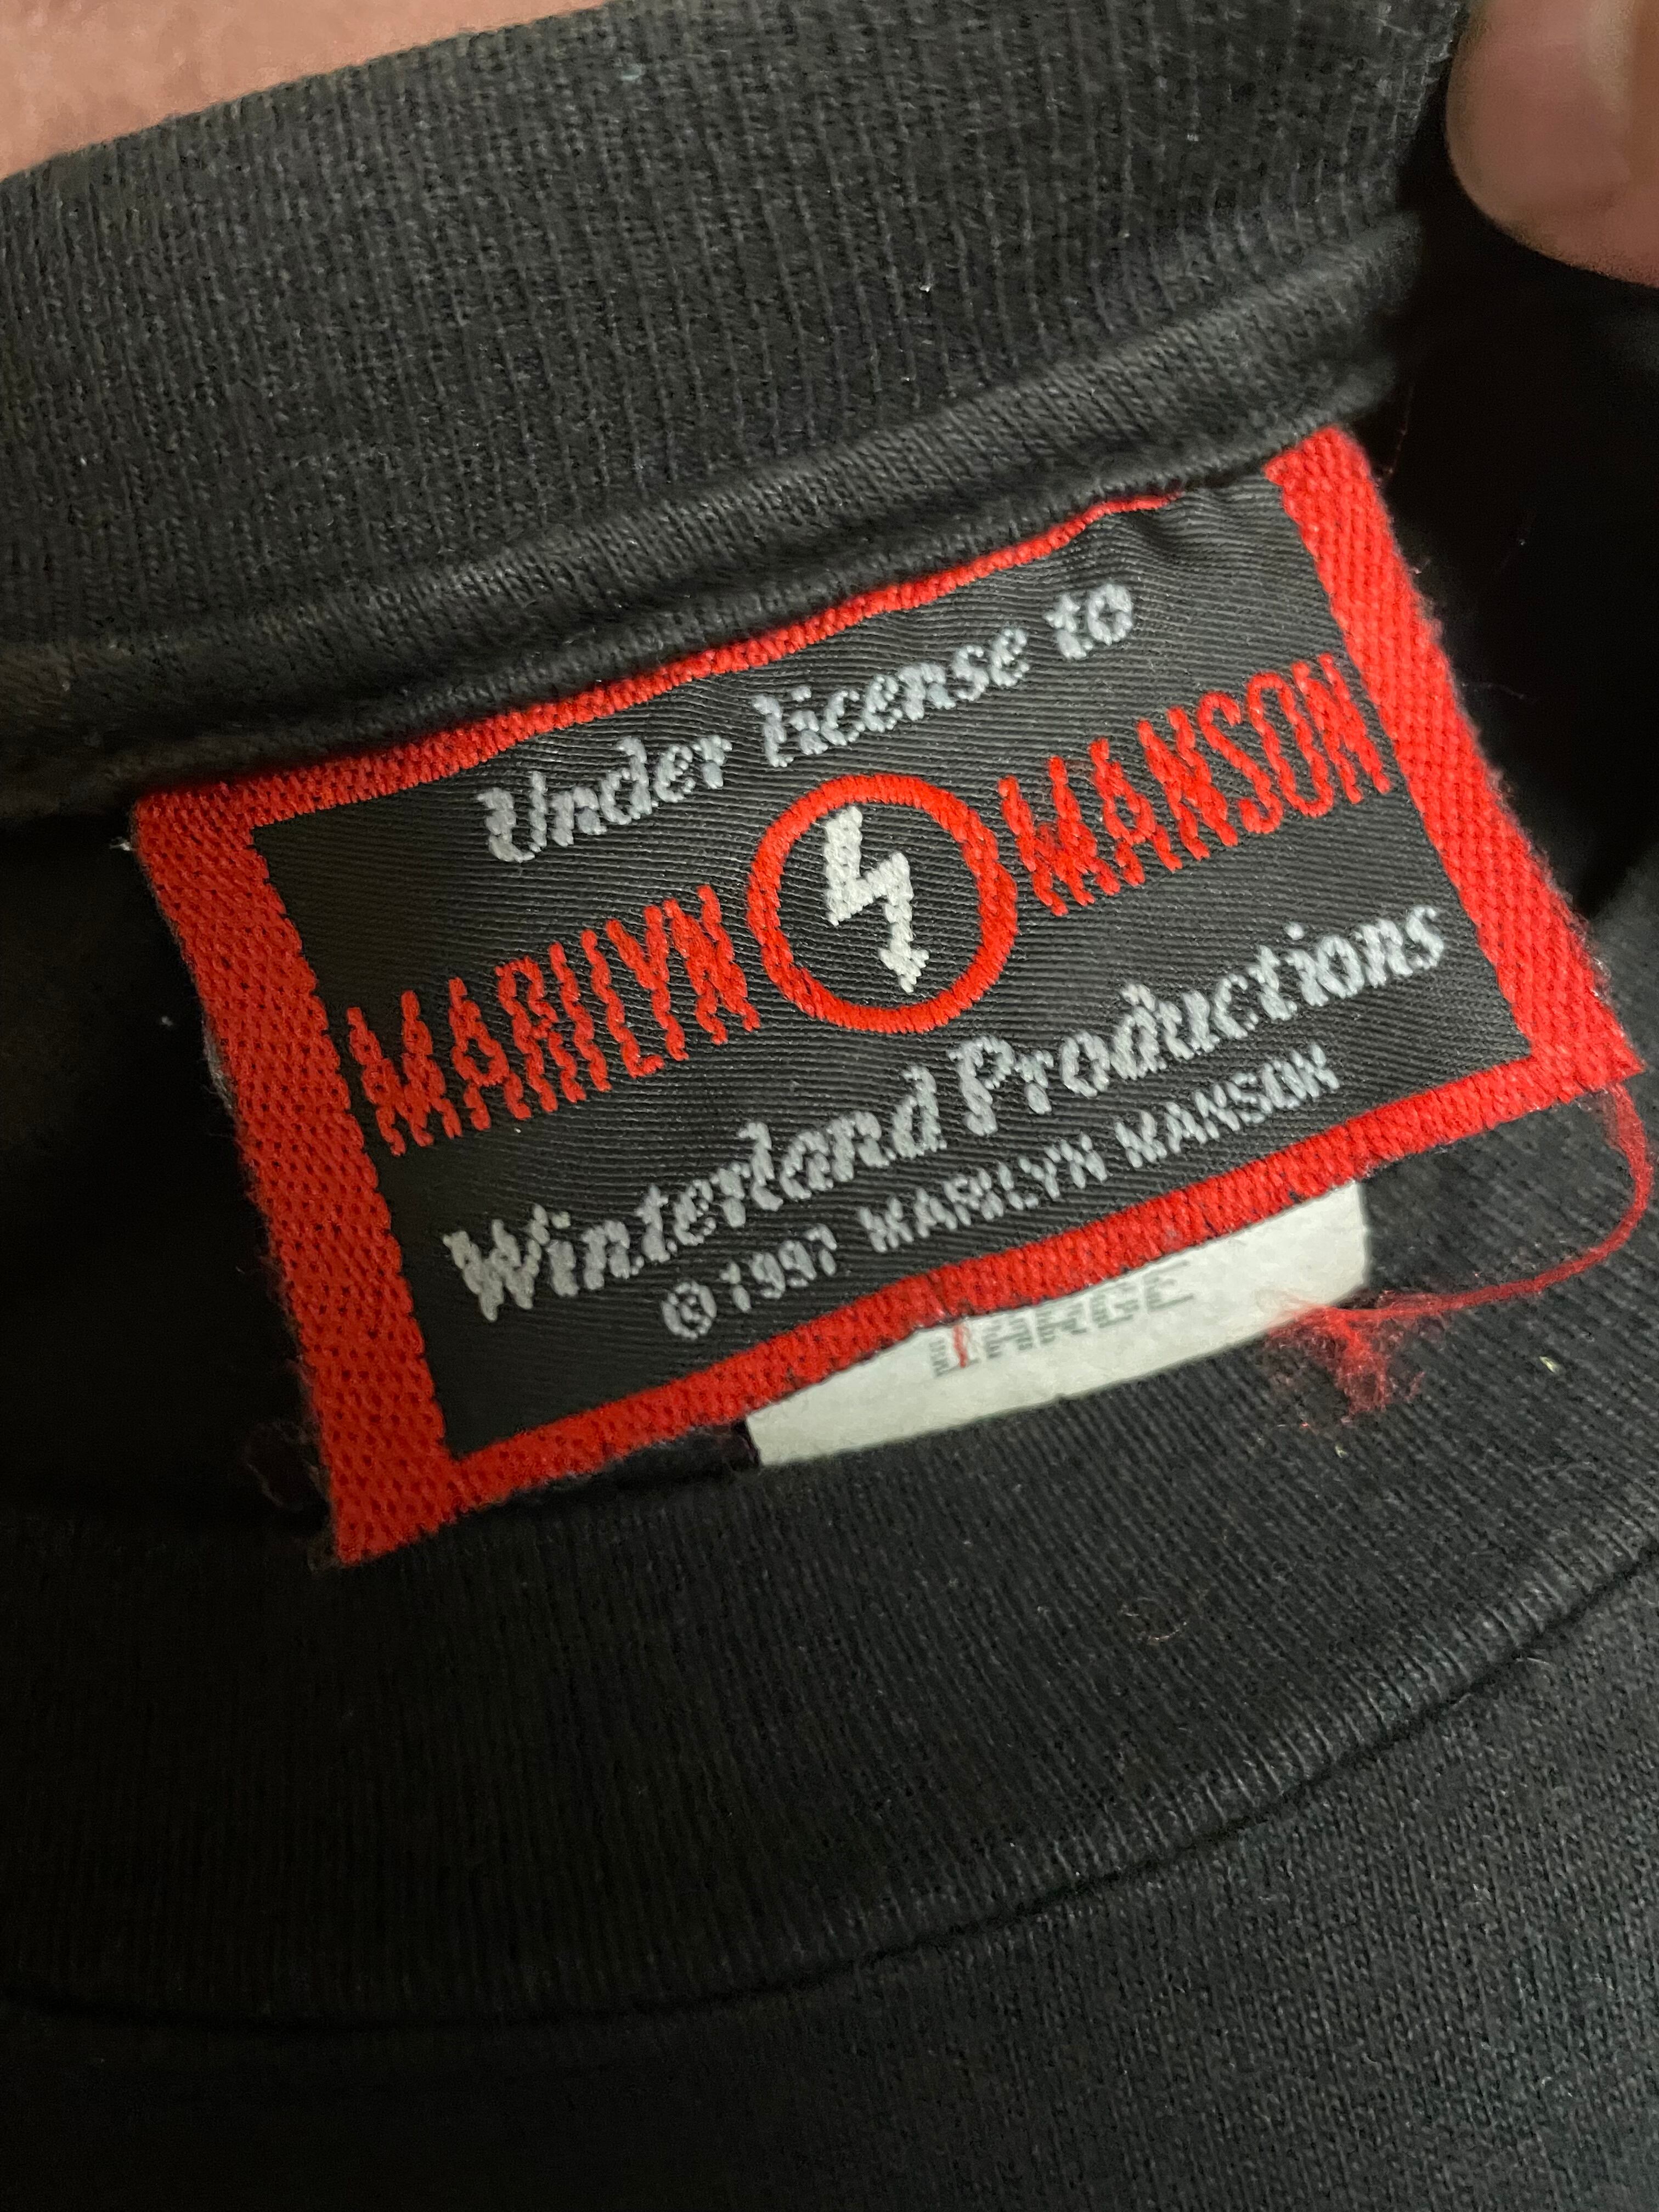 Under license to
MARILYN MANSON
Winterland Productions
©1997 MARILYN MANSON
LARGE